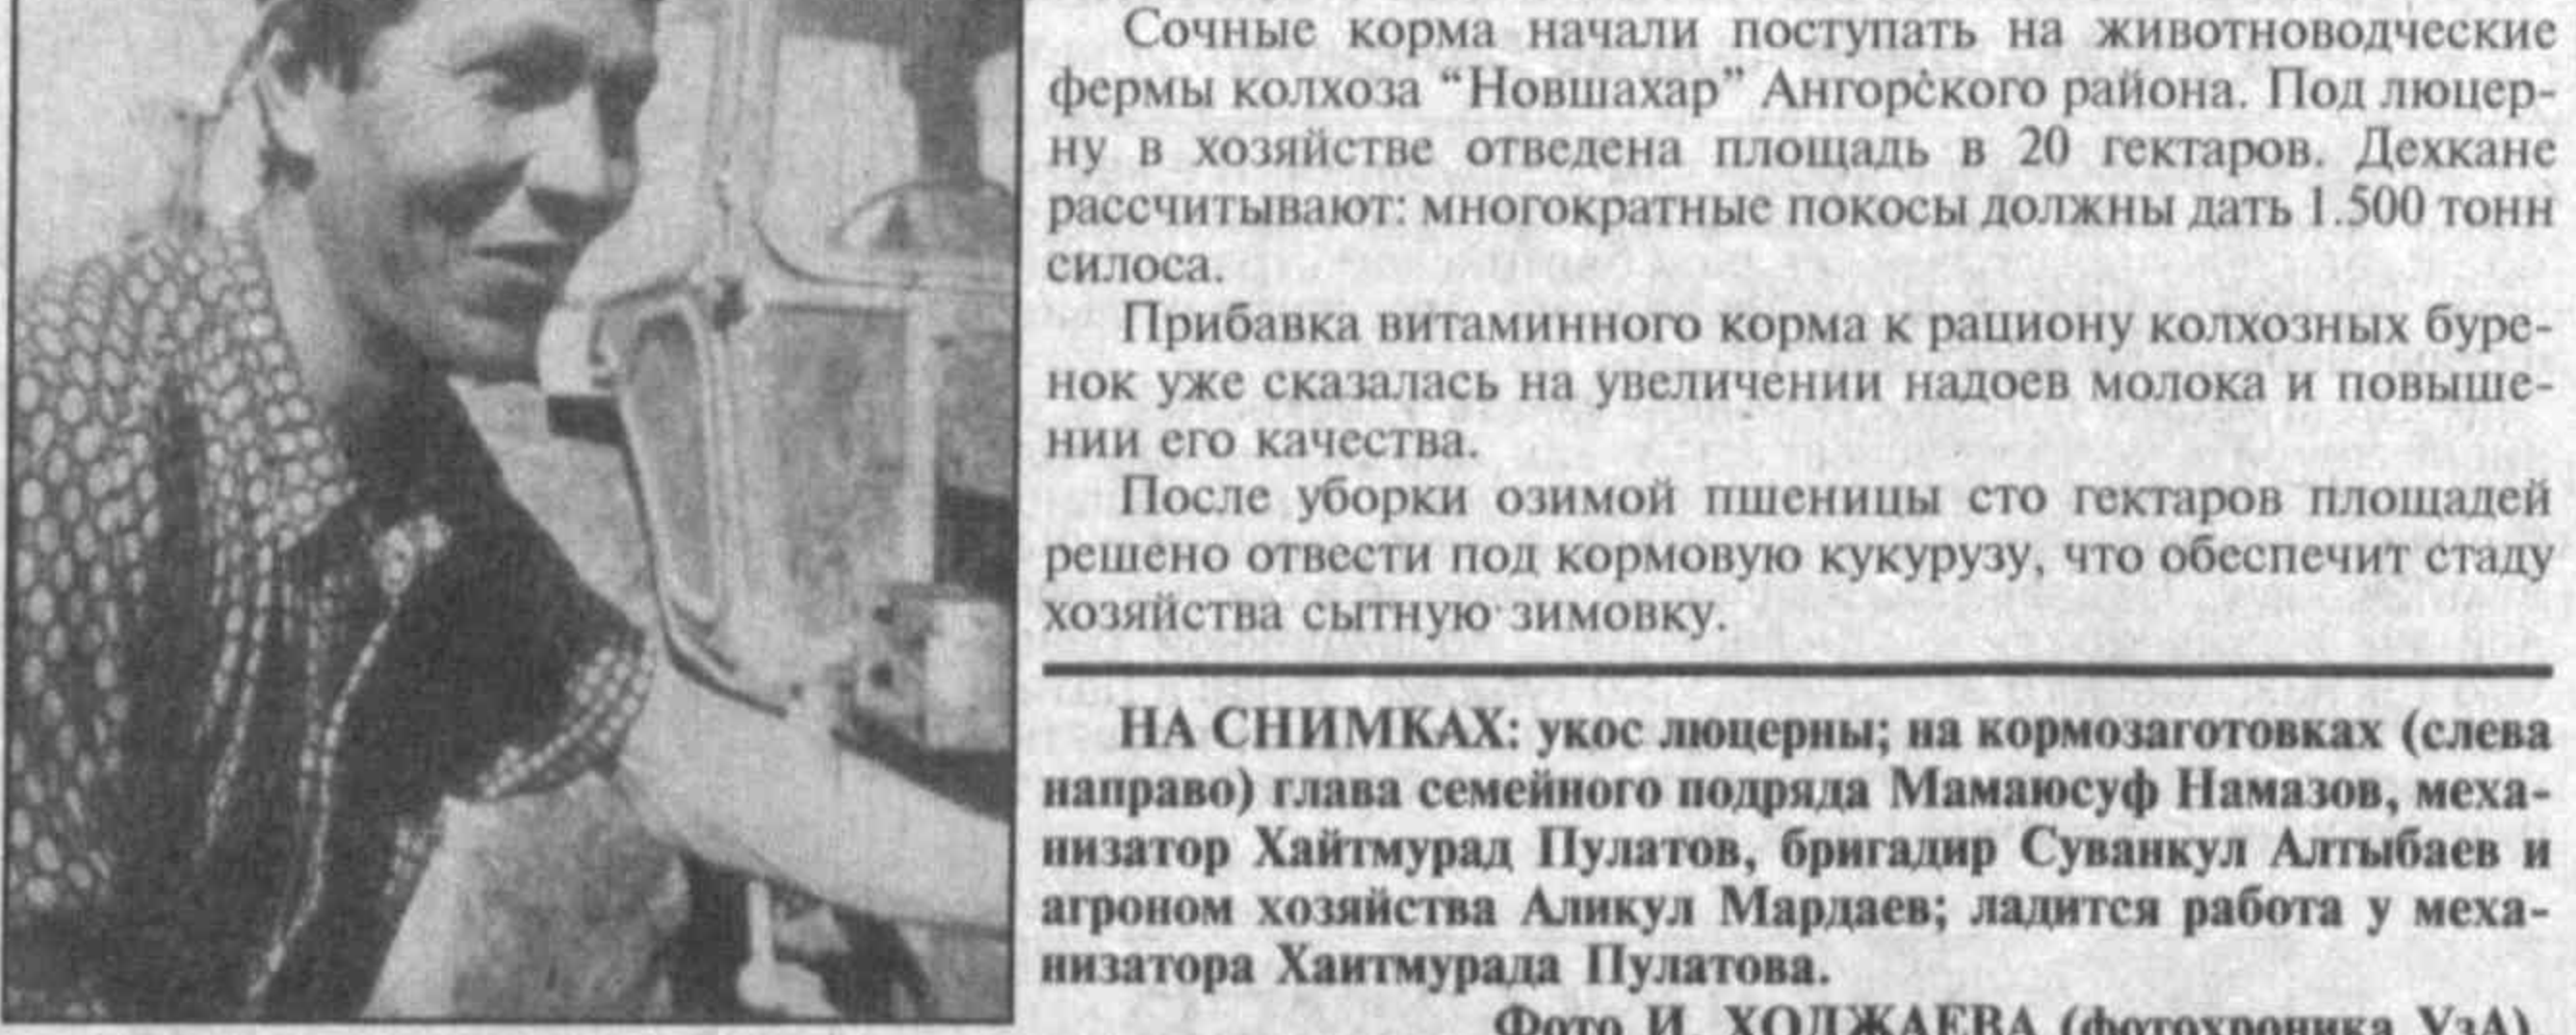 Сочные корма начали поступать на животноводческие
фермы колхоза “Новшахар” Ангорского района. Под люцер-
ну в хозяйстве отведена площадь в 20 гектаров. Дехкане
рассчитывают: многократные покосы должны дать 1.500 тонн
силоса.
Прибавка витаминного корма к рациону колхозных буре-
нок уже сказалась на увеличении надоев молока и повыше-
нии его качества.
После уборки озимой пшеницы сто гектаров площадей
решено отвести под кормовую кукурузу, что обеспечит стаду
хозяйства сытную зимовку.
НА СНИМКАХ: укос люцерны; на кормозаготовках (слева
направо) глава семейного подряда Мамаюсуф Намазов, меха-
низатор Хайтмурад Пулатов, бригадир Суванкул Алтыбаев и
агроном хозяйства Аликул Мардаев; ладится работа у меха-
низатора Хаитмурада Пулатова.
Фото И. ХОДЖАЕВА (фотохроника УзА).